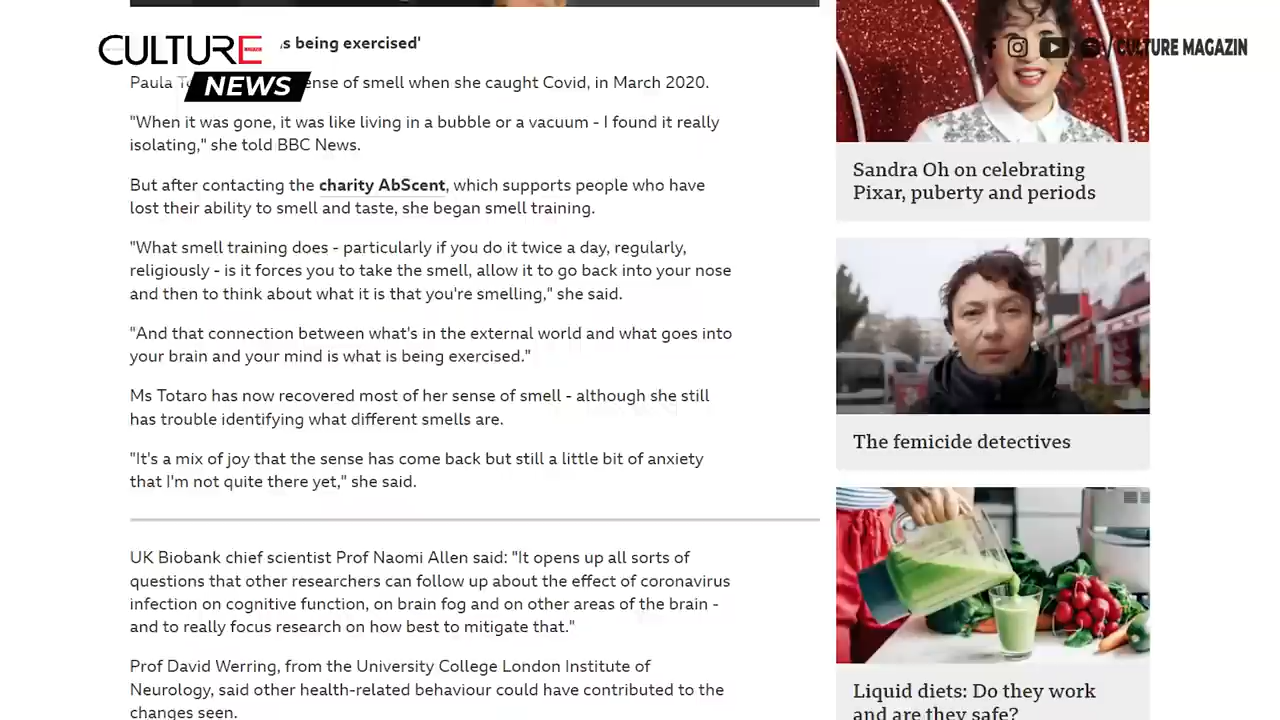 CULTURE
NEWS
s being exercised'
Paula
ense of smell when she caught Covid, in March 2020.
"When it was gone, it was like living in a bubble or a vacuum - I found it really
isolating," she told BBC News.
But after contacting the charity AbScent, which supports people who have
lost their ability to smell and taste, she began smell training.
"What smell training does - particularly if you do it twice a day, regularly,
religiously - is it forces you to take the smell, allow it to go back into your nose
and then to think about what it is that you're smelling," she said.
"And that connection between what's in the external world and what goes into
your brain and your mind is what is being exercised."
Ms Totaro has now recovered most of her sense of smell - although she still
has trouble identifying what different smells are.
"It's a mix of joy that the sense has come back but still a little bit of anxiety
that I'm not quite there yet," she said.
UK Biobank chief scientist Prof Naomi Allen said: "It opens up all sorts of
questions that other researchers can follow up about the effect of coronavirus
infection on cognitive function, on brain fog and on other areas of the brain -
and to really focus research on how best to mitigate that."
Prof David Werring, from the University College London Institute of
Neurology, said other health-related behaviour could have contributed to the
changes seen.
/ CULTURE MAGAZIN
Sandra Oh on celebrating
Pixar, puberty and periods
The femicide detectives
Liquid diets: Do they work
and are they safe?